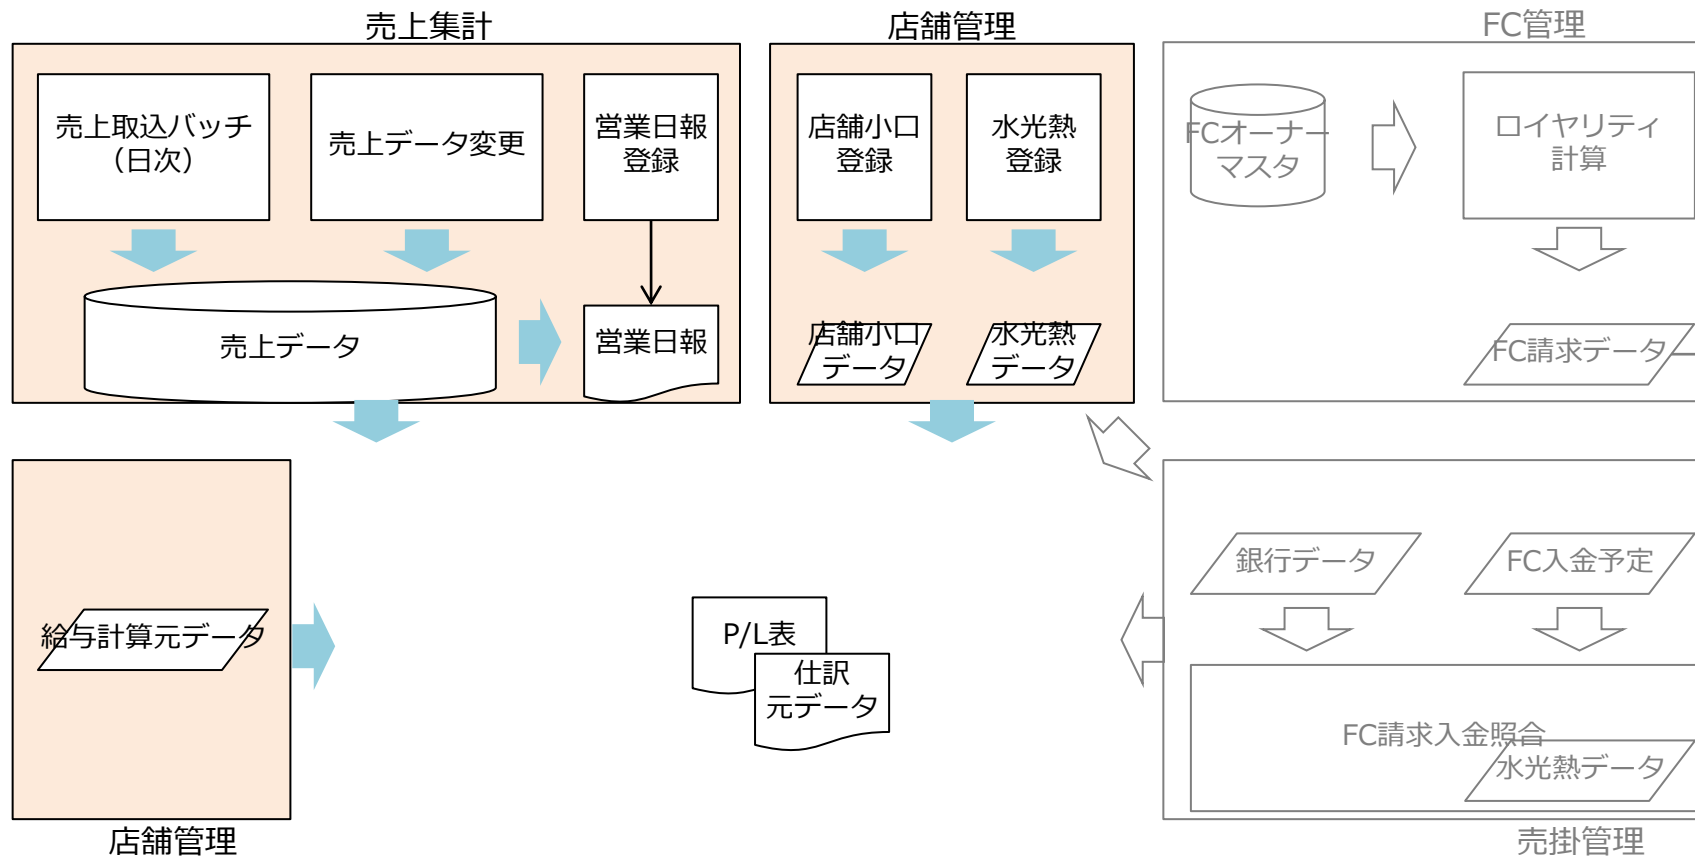 売上集計
店舗管理
FC管理
売上取込バッチ
（日次）
売上データ変更
営業日報
登録
店舗小口
登録
水光熱
登録
FCオーナー
マスタ
ロイヤリティ
計算
売上データ
営業日報
店舗小口
データ
水光熱
データ
FC請求データ
銀行データ
FC入金予定
給与計算元データ
P/L表
仕訳
元データ
FC請求入金照合
水光熱データ
店舗管理
売掛管理